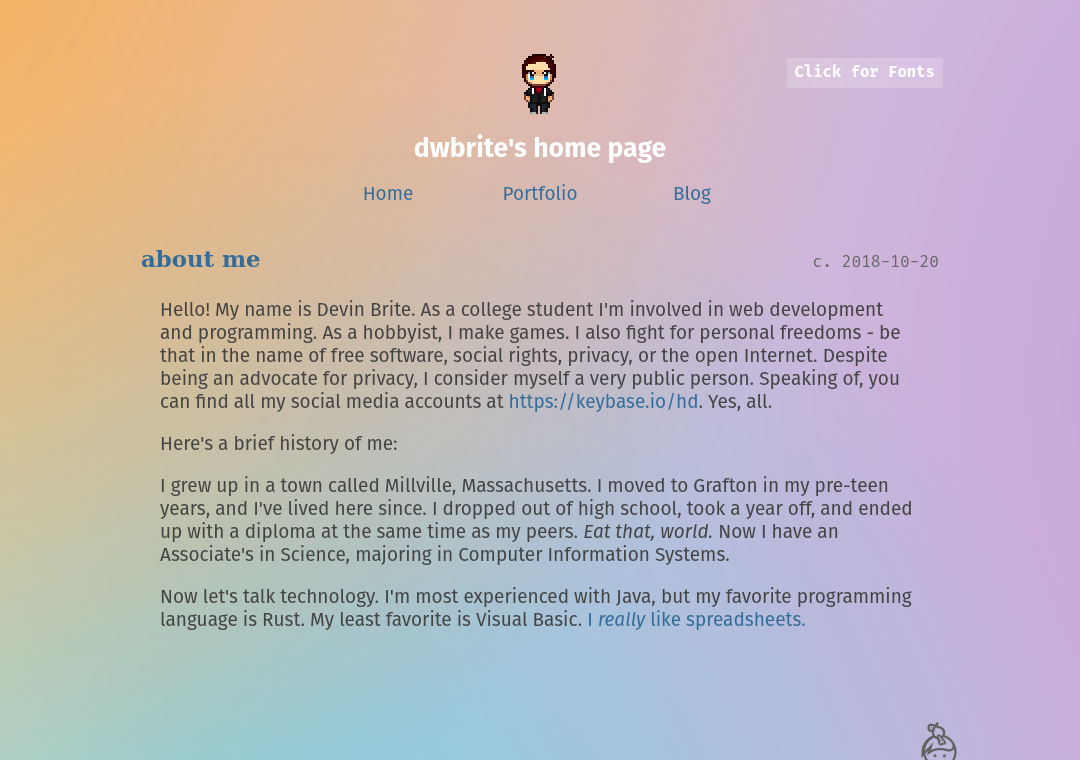 Click for Fonts
dwbrite's home page
Home Portfolio Blog
about me c. 2018-10-20
Hello! My name is Devin Brite. As a college student I'm involved in web development
and programming. As a hobbyist, I make games. I also fight for personal freedoms - be
that in the name of free software, social rights, privacy, or the open Internet. Despite
being an advocate for privacy, I consider myself a very public person. Speaking of, you
can find all my social media accounts at https://keybase.io/hd. Yes, all.
Here's a brief history of me:
I grew up in a town called Millville, Massachusetts. I moved to Grafton in my pre-teen
years, and I've lived here since. I dropped out of high school, took a year off, and ended
up with a diploma at the same time as my peers. Eat that, world. Now I have an
Associate's in Science, majoring in Computer Information Systems.
Now let's talk technology. I'm most experienced with Java, but my favorite programming
language is Rust. My least favorite is Visual Basic. I really like spreadsheets.